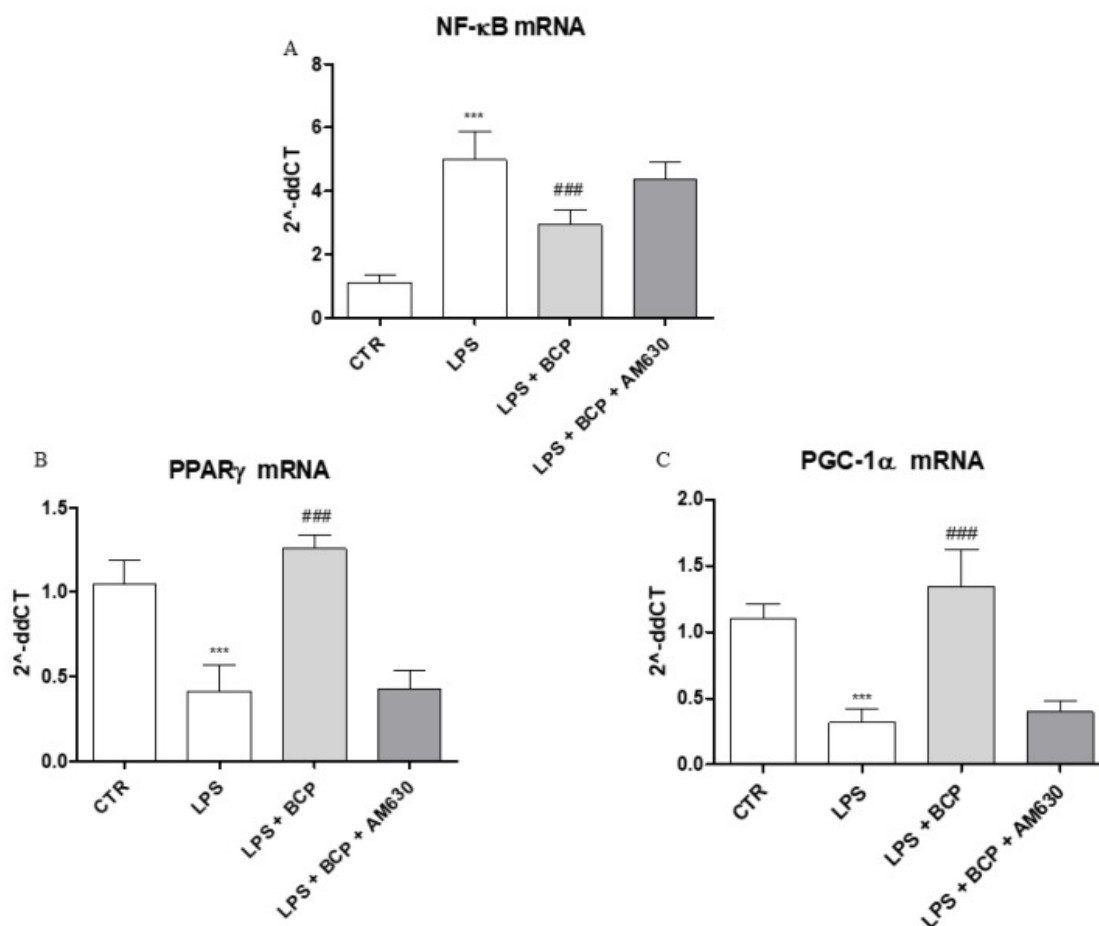 NF-κB mRNA
A
8
6
4
2
0
2^-ddCT
***
###
CTR
LPS
LPS + BCP
LPS + BCP + AM630
B
PPARγ mRNA
1.5
1.0
0.5
0.0
2^-ddCT
***
###
CTR
LPS
LPS + BCP
LPS + BCP + AM630
C
PGC-1α mRNA
2.0
1.5
1.0
0.5
0.0
2^-ddCT
***
###
CTR
LPS
LPS + BCP
LPS + BCP + AM630